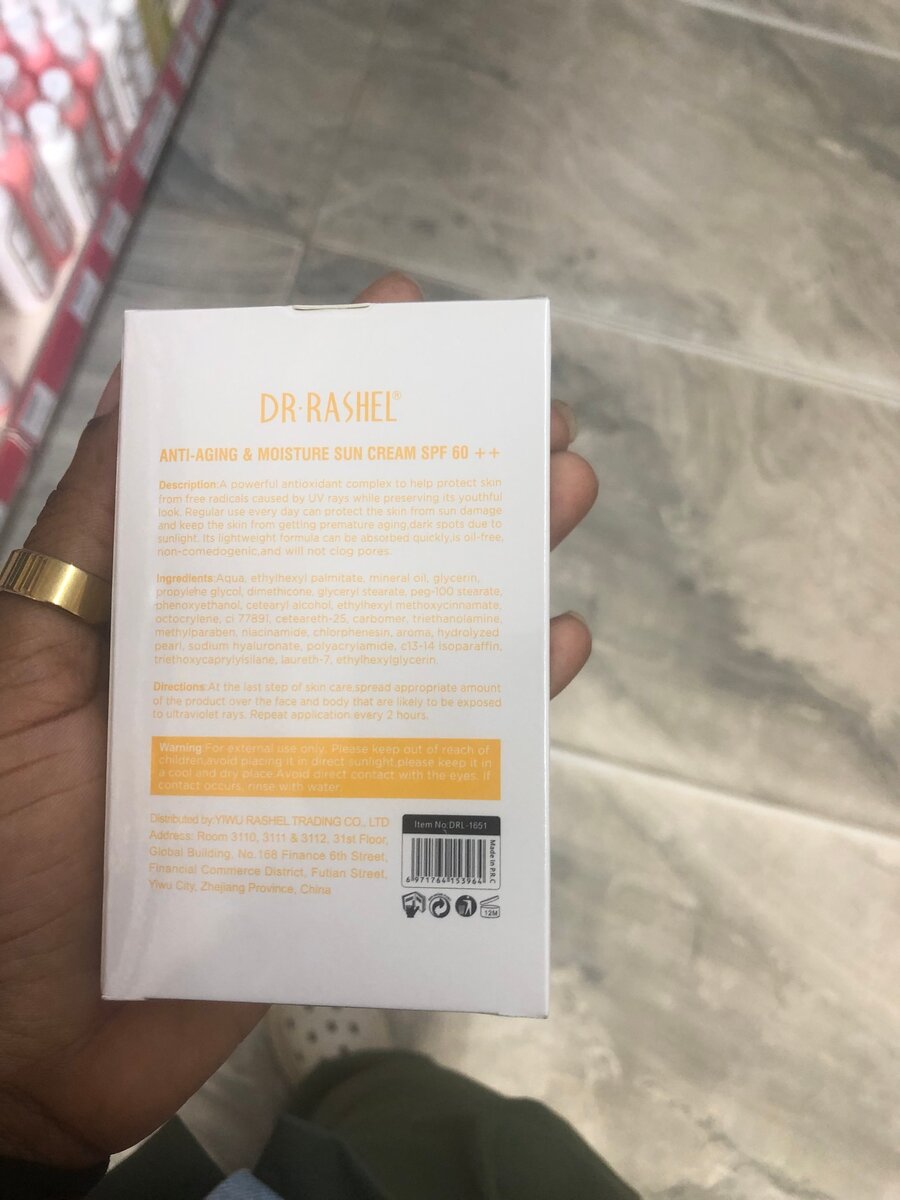 DR·RASHEL®
ANTI-AGING & MOISTURE SUN CREAM SPF 60 ++
Description:A powerful antioxidant complex to help protect skin
from free radicals caused by UV rays while preserving its youthful
look. Regular use every day can protect the skin from sun damage
and keep the skin from getting premature aging,dark spots due to
sunlight. Its lightweight formula can be absorbed quickly,is oil-free,
non-comedogenic,and will not clog pores.
Ingredients:Aqua, ethylhexyl palmitate, mineral oil, glycerin,
propylene glycol, dimethicone, glyceryl stearate, peg-100 stearate,
phenoxyethanol, cetearyl alcohol, ethylhexyl methoxycinnamate,
octocrylene, ci 77891, ceteareth-25, carbomer, triethanolamine,
methylparaben, niacinamide, chlorphenesin, aroma, hydrolyzed
pearl, sodium hyaluronate, polyacrylamide, c13-14 isoparaffin,
triethoxycaprylyisilane, laureth-7, ethylhexylglycerin
Directions:At the last step of skin care,spread appropriate amount
of the product over the face and body that are likely to be exposed
to ultraviolet rays. Repeat application every 2 hours.
Warning:For external use only. Please keep out of reach of
children,avoid placing it in direct sunlight,please keep it in
a cool and dry place.Avoid direct contact with the eyes. If
contact occurs, rinse with water.
Distributed by:YIWU RASHEL TRADING CO., LTD
Address: Room 3110, 3111 & 3112, 31st Floor,
Global Building, No.168 Finance 6th Street,
Financial Commerce District, Futian Street,
Yiwu City, Zhejiang Province, China
Item No:DRL-1651
Made in P.R.C
6 971764 153964
12M